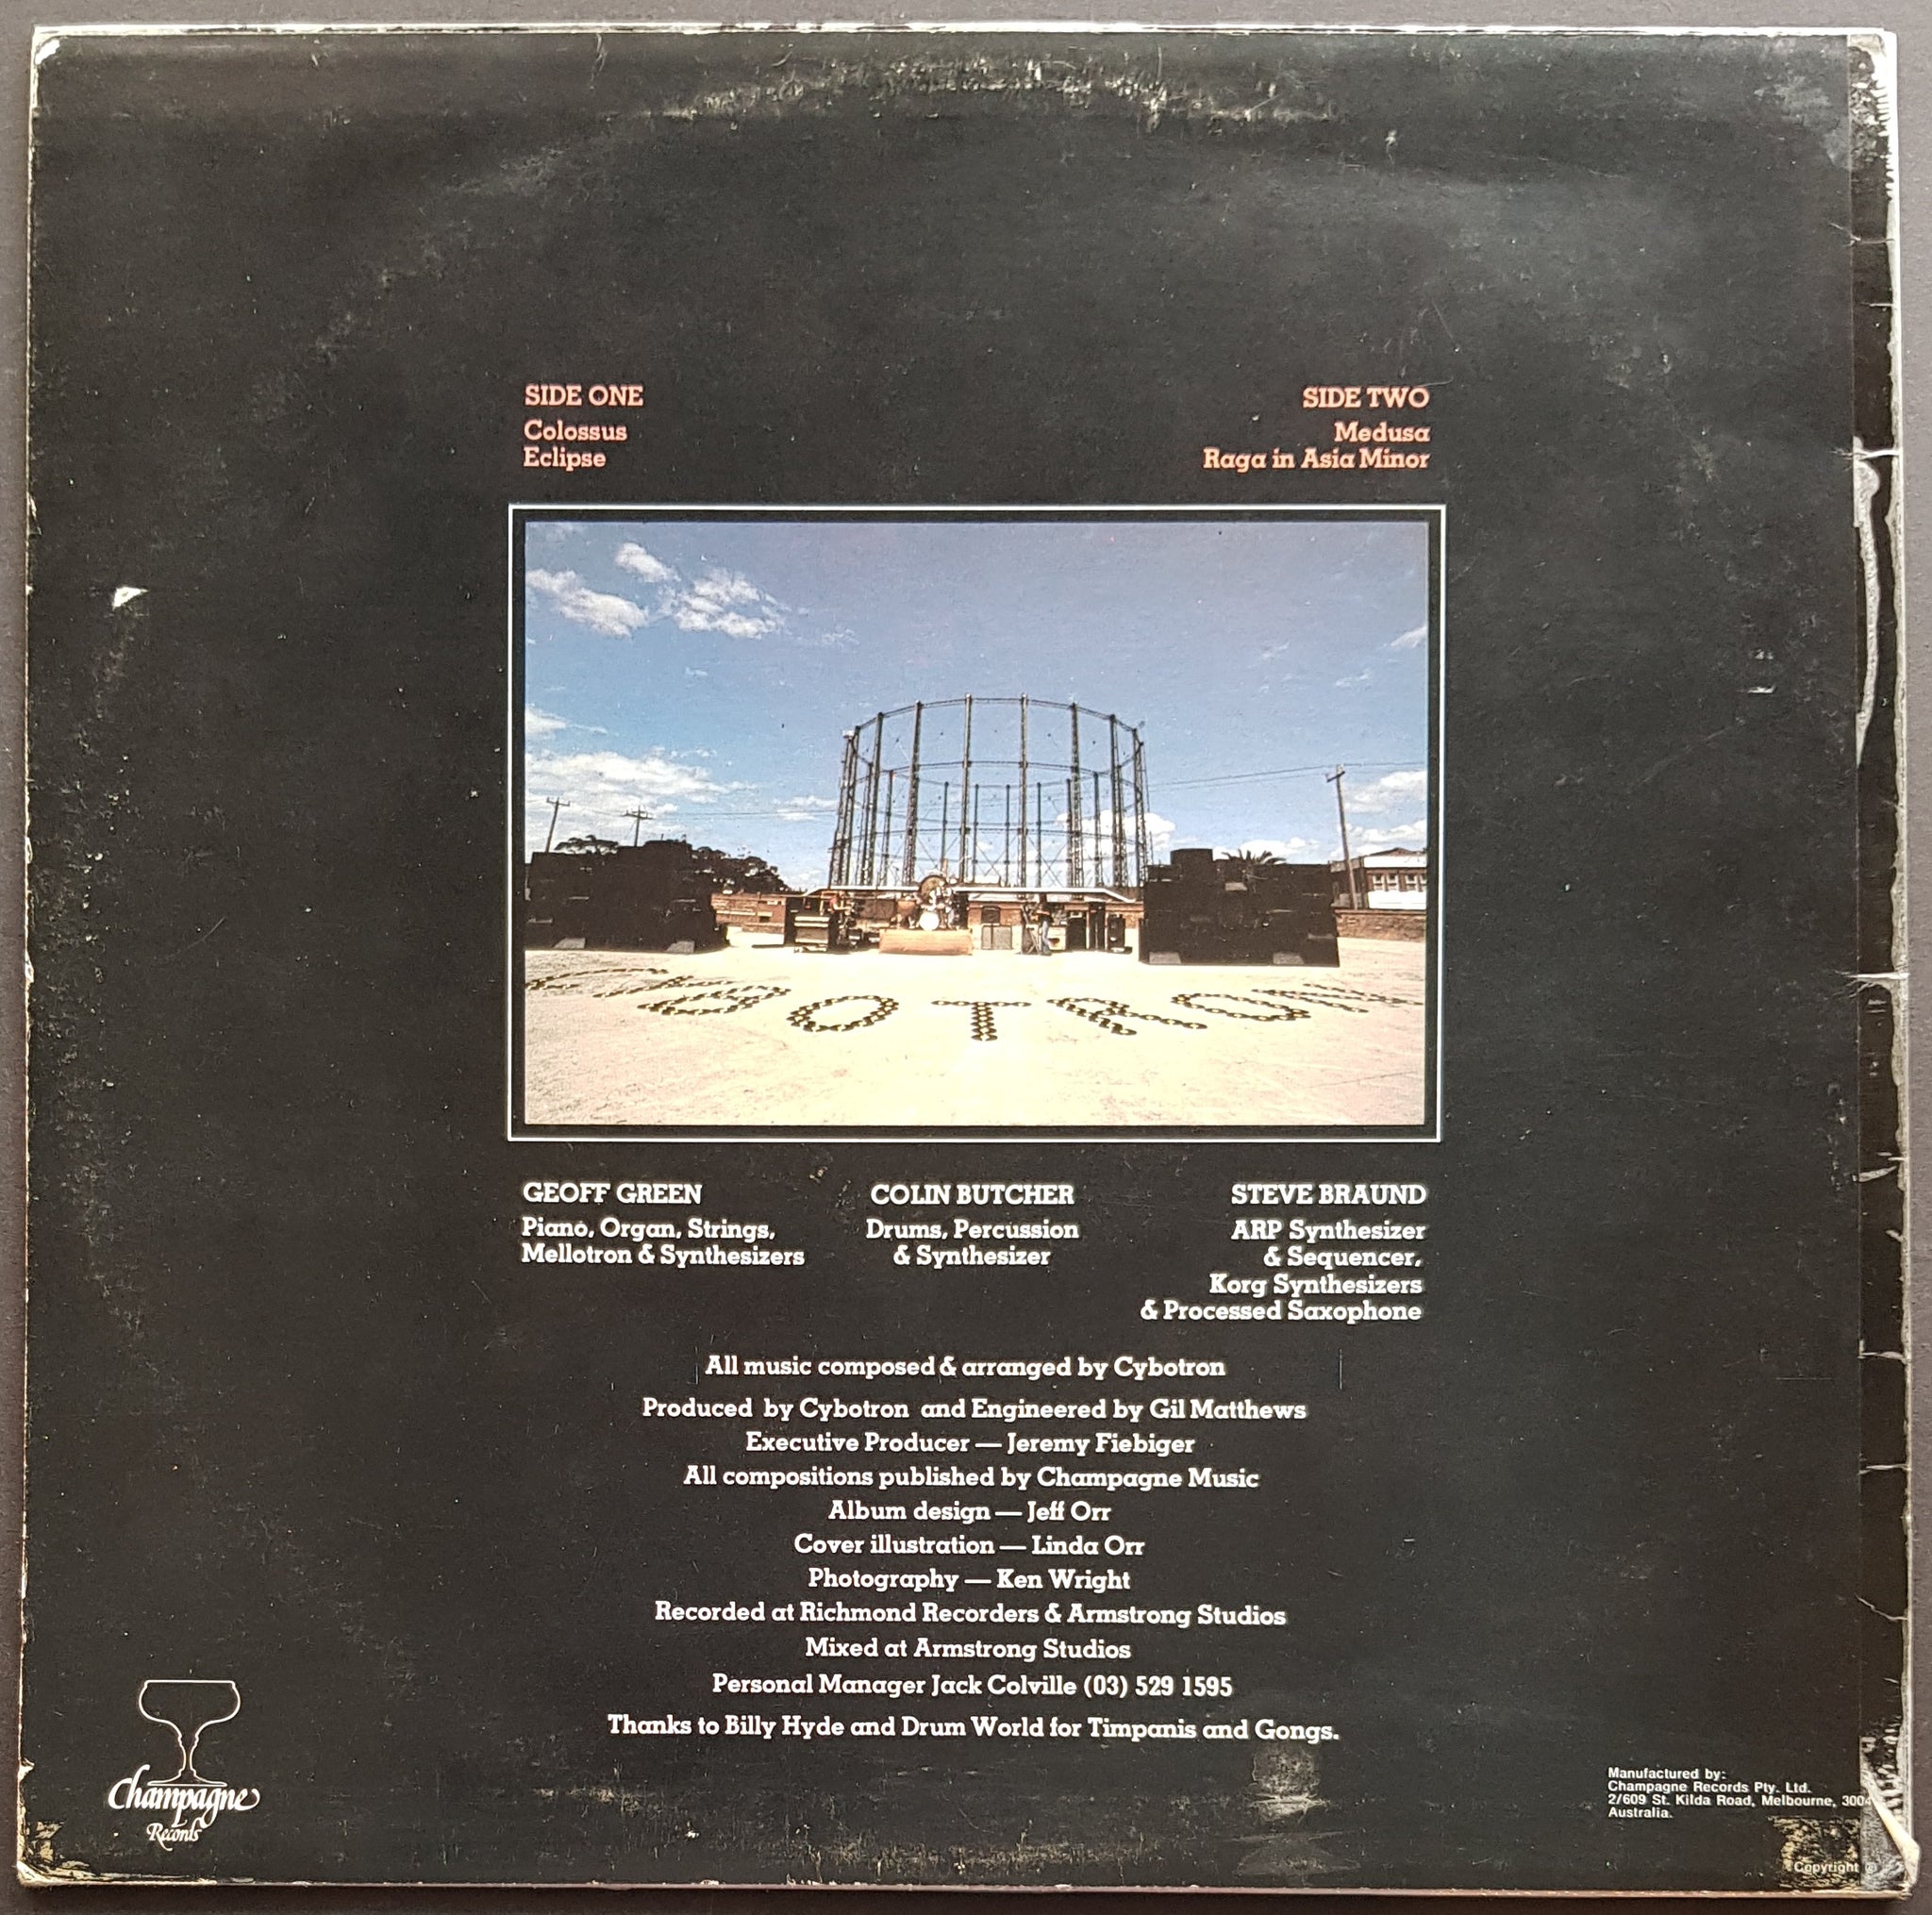 SIDE ONE
Colossus
Eclipse
SIDE TWO
Medusa
Raga in Asia Minor
CYBOTRON
GEOFF GREEN
Piano, Organ, Strings,
Mellotron & Synthesizers
COLIN BUTCHER
Drums, Percussion
& Synthesizer
STEVE BRAUND
ARP Synthesizer
& Sequencer,
Korg Synthesizers
& Processed Saxophone
All music composed & arranged by Cybotron
Produced by Cybotron and Engineered by Gil Matthews
Executive Producer — Jeremy Fiebiger
All compositions published by Champagne Music
Album design — Jeff Orr
Cover illustration — Linda Orr
Photography — Ken Wright
Recorded at Richmond Recorders & Armstrong Studios
Mixed at Armstrong Studios
Personal Manager Jack Colville (03) 529 1595
Thanks to Billy Hyde and Drum World for Timpanis and Gongs.
Champagne
Records
Manufactured by:
Champagne Records Pty. Ltd.
2/609 St. Kilda Road, Melbourne, 3004
Australia.
Copyright ©